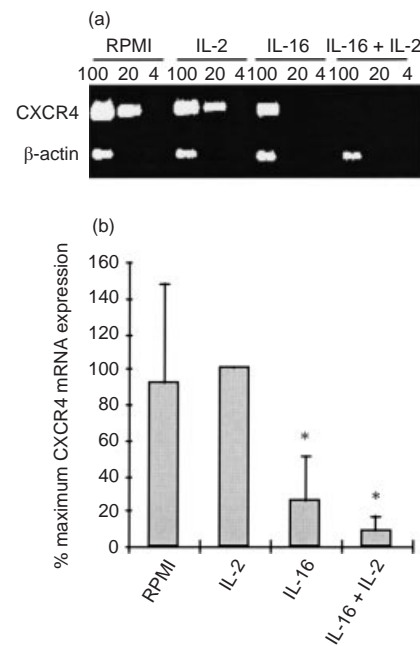 (a)
RPMI IL-2 IL-16 IL-16 + IL-2
100 20 4 100 20 4 100 20 4 100 20 4
CXCR4
β-actin
(b)
% maximum CXCR4 mRNA expression
160
140
120
100
80
60
40
20
0
*
*
RPMI
IL-2
IL-16
IL-16 + IL-2